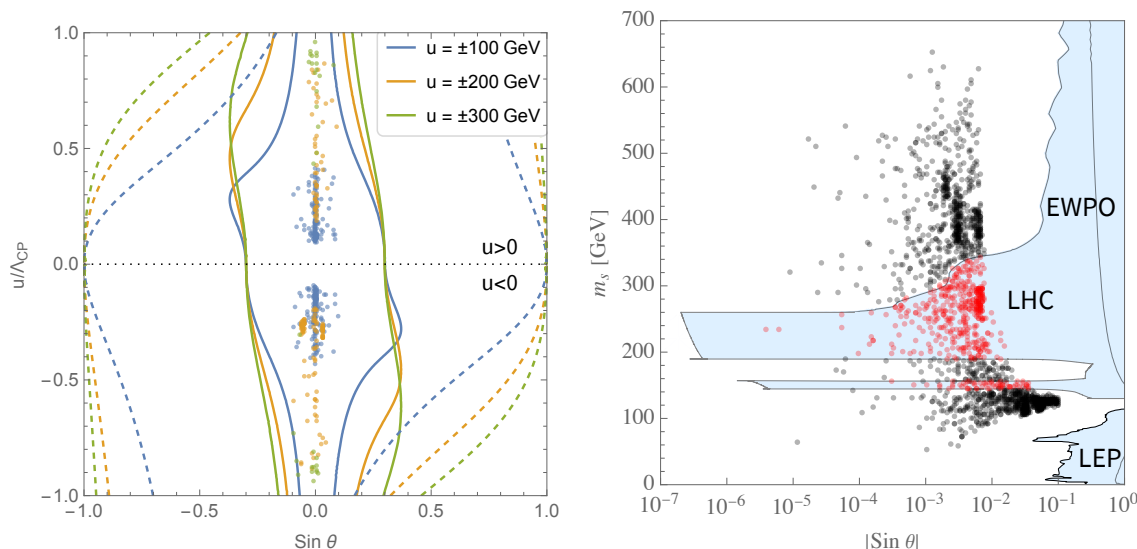 1.0
0.5
0.0
−0.5
−1.0
u/Λ_CP
u = ±100 GeV
u = ±200 GeV
u = ±300 GeV
u>0
u<0
−1.0 −0.5 0.0 0.5 1.0
Sin θ
700
600
500
400
300
200
100
0
m_s [GeV]
EWPO
LHC
LEP
10^−7 10^−6 10^−5 10^−4 10^−3 10^−2 10^−1 10^0
|Sin θ|